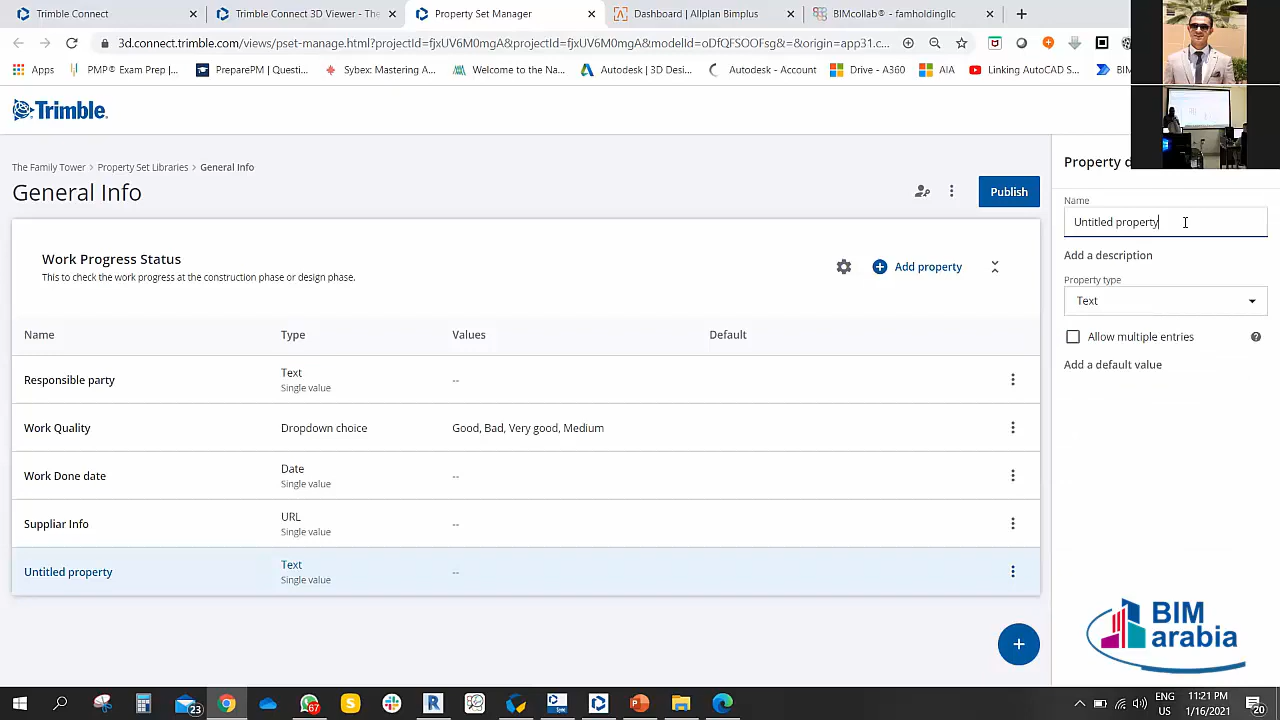 Trimble Connect
Trimble Connect 3D Viewer - The
Property Set Manager
Dashboard | Allplan Bimplus
BIMcollab® - Fanhology
3d.connect.trimble.com/views/pset-manager
projectId=fjxUV6M0mgA&projectId=fjxUV6M0mgA&modelId=oDfQFSOOFsg&=&origin=app31.c...
Apps
PMP® Exam Prep |...
PreparePM | Questi...
Sybex: Mastering A...
Welcome to the Na...
Autodesk | 3D Desi...
Autodesk - Account
Drive - A360
AIA
Linking AutoCAD S...
BIM
Trimble.
The Family Tower > Property Set Libraries > General Info
General Info
Publish
Work Progress Status
This to check the work progress at the construction phase or design phase.
Add property
Name Type Values Default
Responsible party
Text
Single value
--
Work Quality
Dropdown choice
Good, Bad, Very good, Medium
Work Done date
Date
Single value
--
Suppliar Info
URL
Single value
--
Untitled property
Text
Single value
--
Property d
Name
Untitled property
Add a description
Property type
Text
Allow multiple entries
Add a default value
BIM
arabia
23
67
ENG
US
11:21 PM
1/16/2021
20